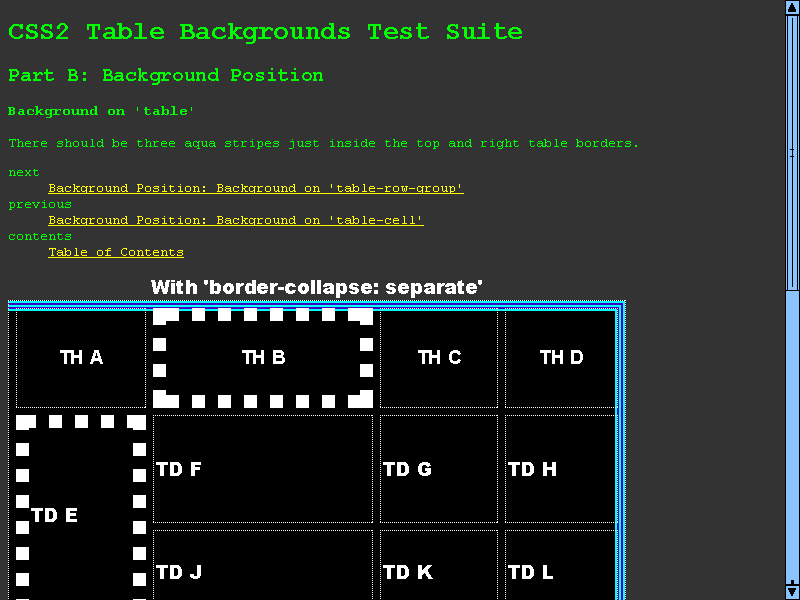 CSS2 Table Backgrounds Test Suite
Part B: Background Position
Background on 'table'
There should be three aqua stripes just inside the top and right table borders.
next
Background Position: Background on 'table-row-group'
previous
Background Position: Background on 'table-cell'
contents
Table of Contents
With 'border-collapse: separate'
TH A TH B TH C TH D
TD E TD F TD G TD H
TD J TD K TD L